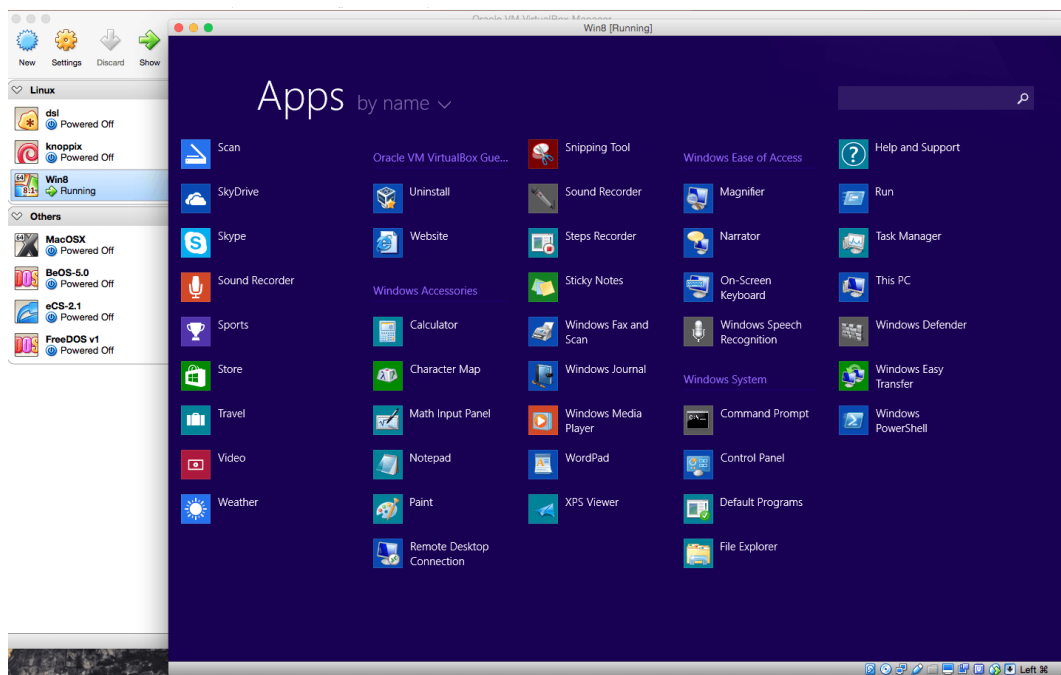 Oracle VM VirtualBox Manager
Win8 [Running]
New
Settings
Discard
Show
Linux
dsl
Powered Off
knoppix
Powered Off
64
8.1
Win8
Running
Others
64
MacOSX
Powered Off
DOS
BeOS-5.0
Powered Off
eCS-2.1
Powered Off
DOS
FreeDOS v1
Powered Off
Apps by name
Scan
SkyDrive
Skype
Sound Recorder
Sports
Store
Travel
Video
Weather
Oracle VM VirtualBox Gue...
Uninstall
Website
Windows Accessories
Calculator
Character Map
Math Input Panel
Notepad
Paint
Remote Desktop
Connection
Snipping Tool
Sound Recorder
Steps Recorder
Sticky Notes
Windows Fax and
Scan
Windows Journal
Windows Media
Player
WordPad
XPS Viewer
Windows Ease of Access
Magnifier
Narrator
On-Screen
Keyboard
Windows Speech
Recognition
Windows System
Command Prompt
Control Panel
Default Programs
File Explorer
Help and Support
Run
Task Manager
This PC
Windows Defender
Windows Easy
Transfer
Windows
PowerShell
Left ⌘